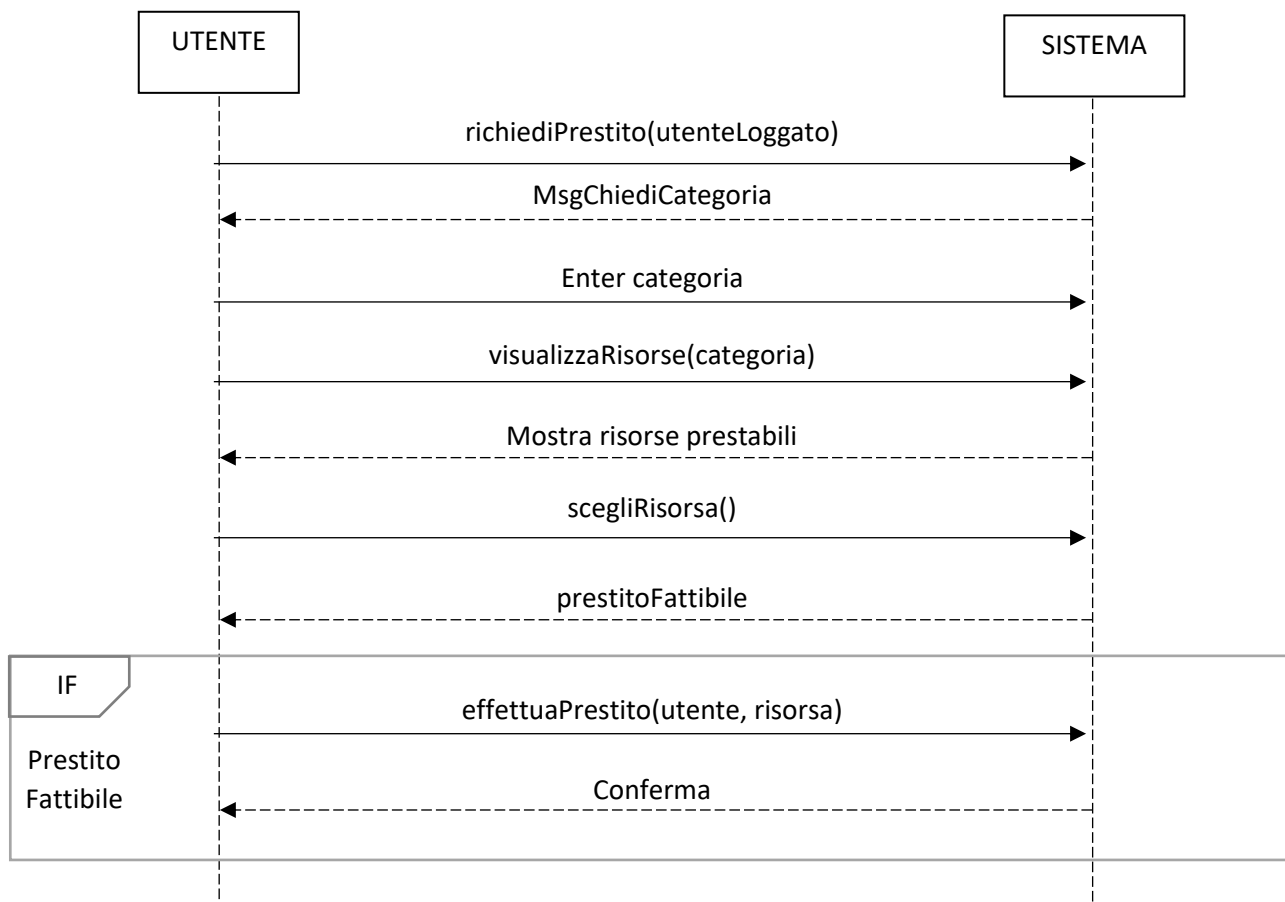 UTENTE
SISTEMA
richiediPrestito(utenteLoggato)
MsgChiediCategoria
Enter categoria
visualizzaRisorse(categoria)
Mostra risorse prestabili
scegliRisorsa()
prestitoFattibile
IF
effettuaPrestito(utente, risorsa)
Prestito
Fattibile
Conferma